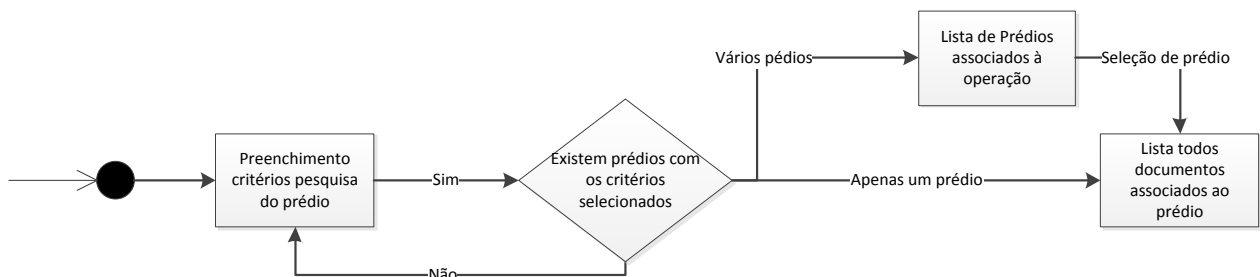 Preenchimento
critérios pesquisa
do prédio
Sim
Existem prédios com
os critérios
selecionados
Não
Vários pédios
Lista de Prédios
associados à
operação
Seleção de prédio
Apenas um prédio
Lista todos
documentos
associados ao
prédio